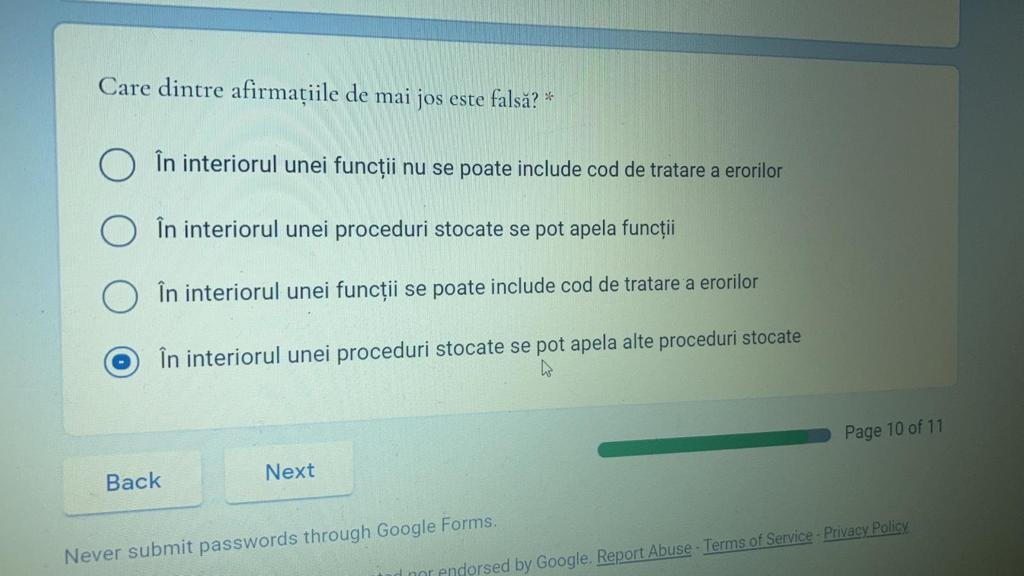 Care dintre afirmațiile de mai jos este falsă? *
În interiorul unei funcții nu se poate include cod de tratare a erorilor
În interiorul unei proceduri stocate se pot apela funcții
În interiorul unei funcții se poate include cod de tratare a erorilor
În interiorul unei proceduri stocate se pot apela alte proceduri stocate
Back
Next
Page 10 of 11
Never submit passwords through Google Forms.
nor endorsed by Google. Report Abuse - Terms of Service - Privacy Policy